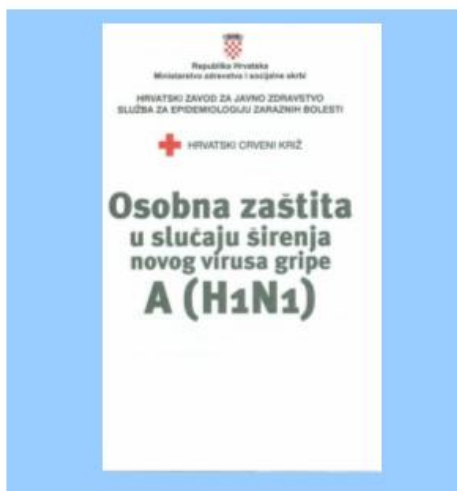 Republika Hrvatska
Ministarstvo zdravstva i socijalne skrbi
HRVATSKI ZAVOD ZA JAVNO ZDRAVSTVO
SLUŽBA ZA EPIDEMIOLOGIJU ZARAZNIH BOLESTI
HRVATSKI CRVENI KRIŽ
Osobna zaštita
u slučaju širenja
novog virusa gripe
A (H1N1)